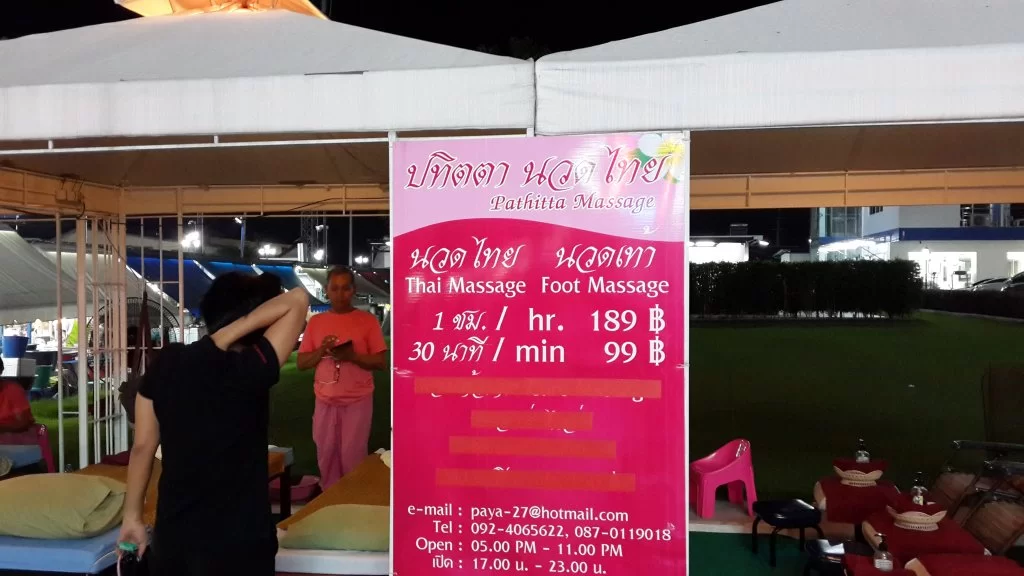 ปทิตตา นวดไทย
Pathitta Massage
นวดไทย นวดเท้า
Thai Massage Foot Massage
1 ชม. / hr. 189 ฿
30 นาที / min 99 ฿
e-mail : paya-27@hotmail.com
Tel : 092-4065622, 087-0119018
Open : 05.00 PM - 11.00 PM
เปิด : 17.00 น. - 23.00 น.